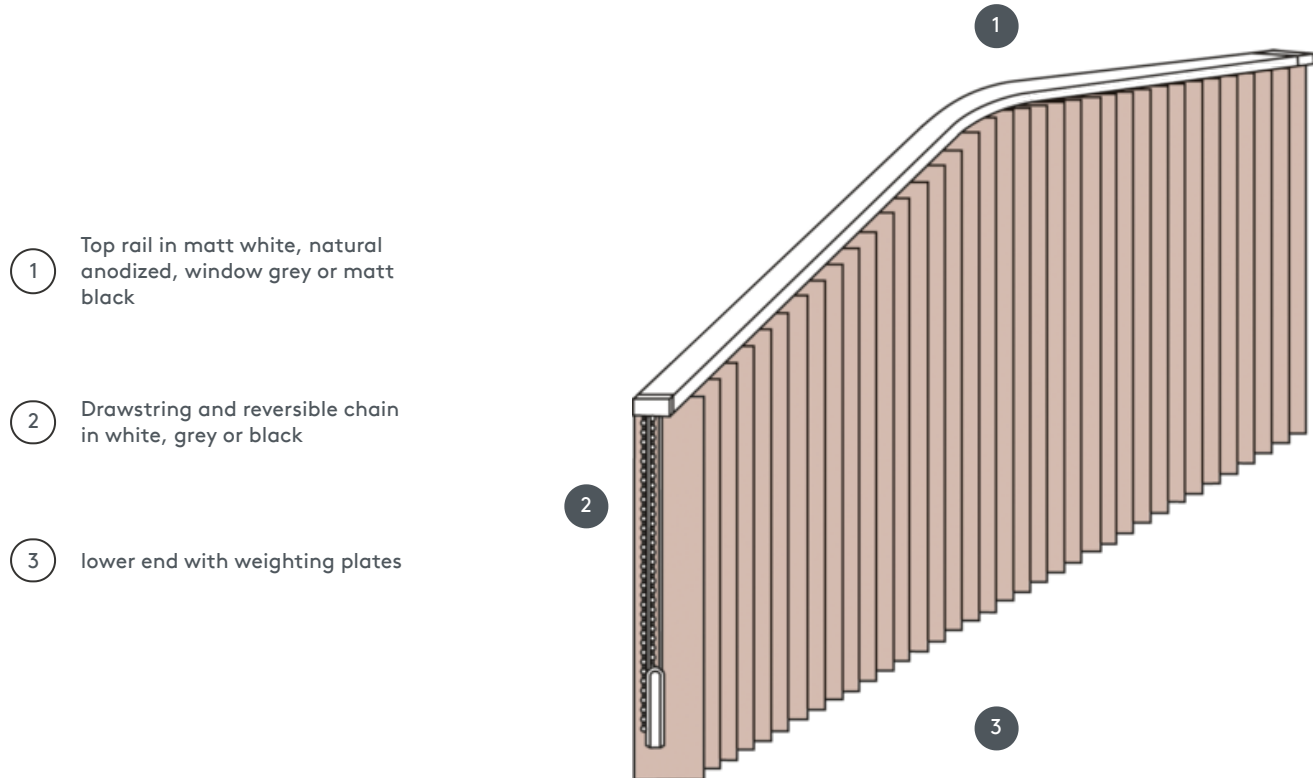 1
1
Top rail in matt white, natural
anodized, window grey or matt
black
2
Drawstring and reversible chain
in white, grey or black
2
3
lower end with weighting plates
3